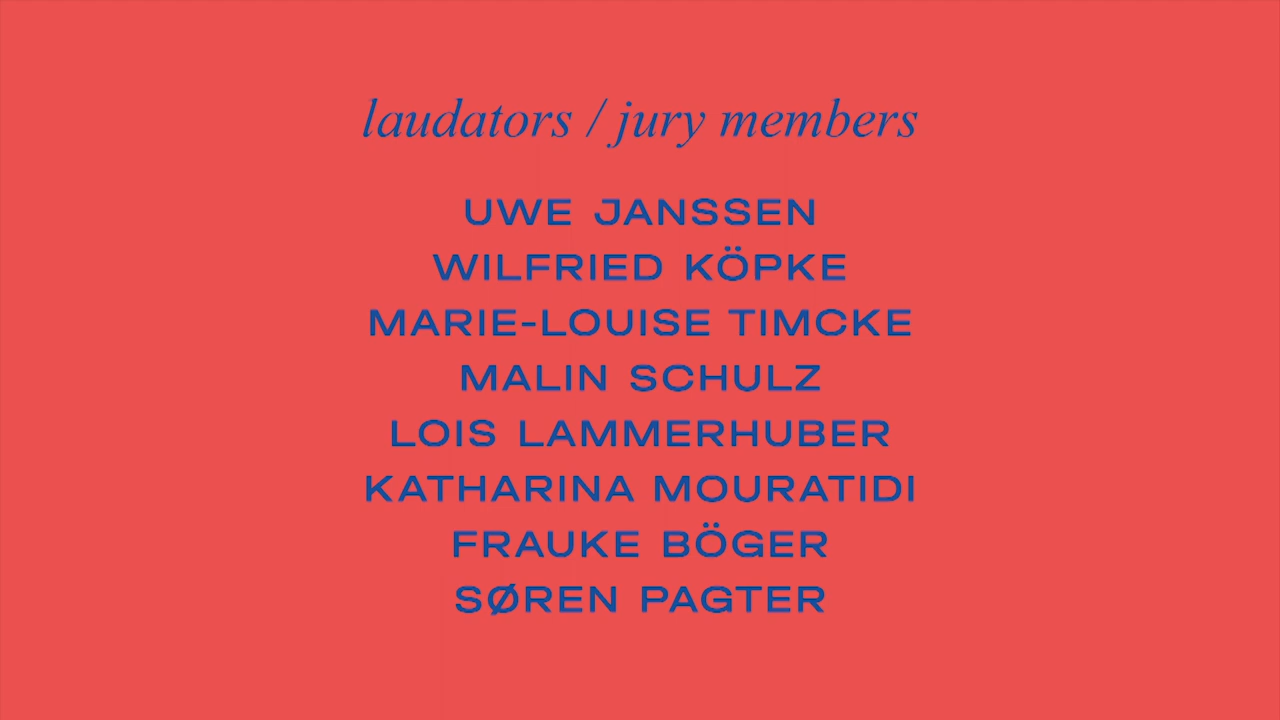 laudators / jury members
UWE JANSSEN
WILFRIED KÖPKE
MARIE-LOUISE TIMCKE
MALIN SCHULZ
LOIS LAMMERHUBER
KATHARINA MOURATIDI
FRAUKE BÖGER
SØREN PAGTER